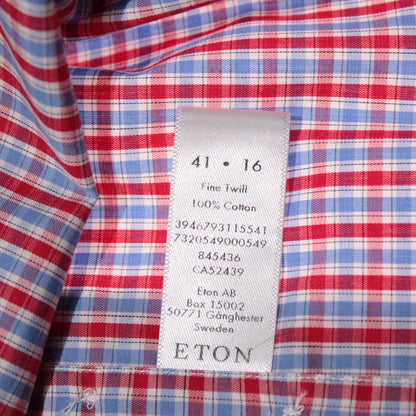 41 • 16
Fine Twill
100% Cotton
3946793115541
7320549000549
845436
CA52439
Eton AB
Box 15002
50771 Gånghester
Sweden
ETON